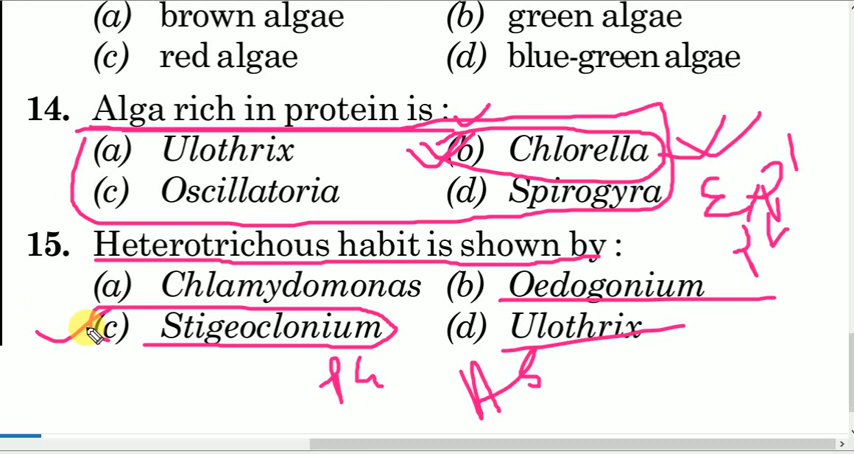 (a) brown algae (b) green algae
(c) red algae (d) blue-green algae
14. Alga rich in protein is :
(a) Ulothrix (b) Chlorella
(c) Oscillatoria (d) Spirogyra
15. Heterotrichous habit is shown by :
(a) Chlamydomonas (b) Oedogonium
(c) Stigeoclonium (d) Ulothrix